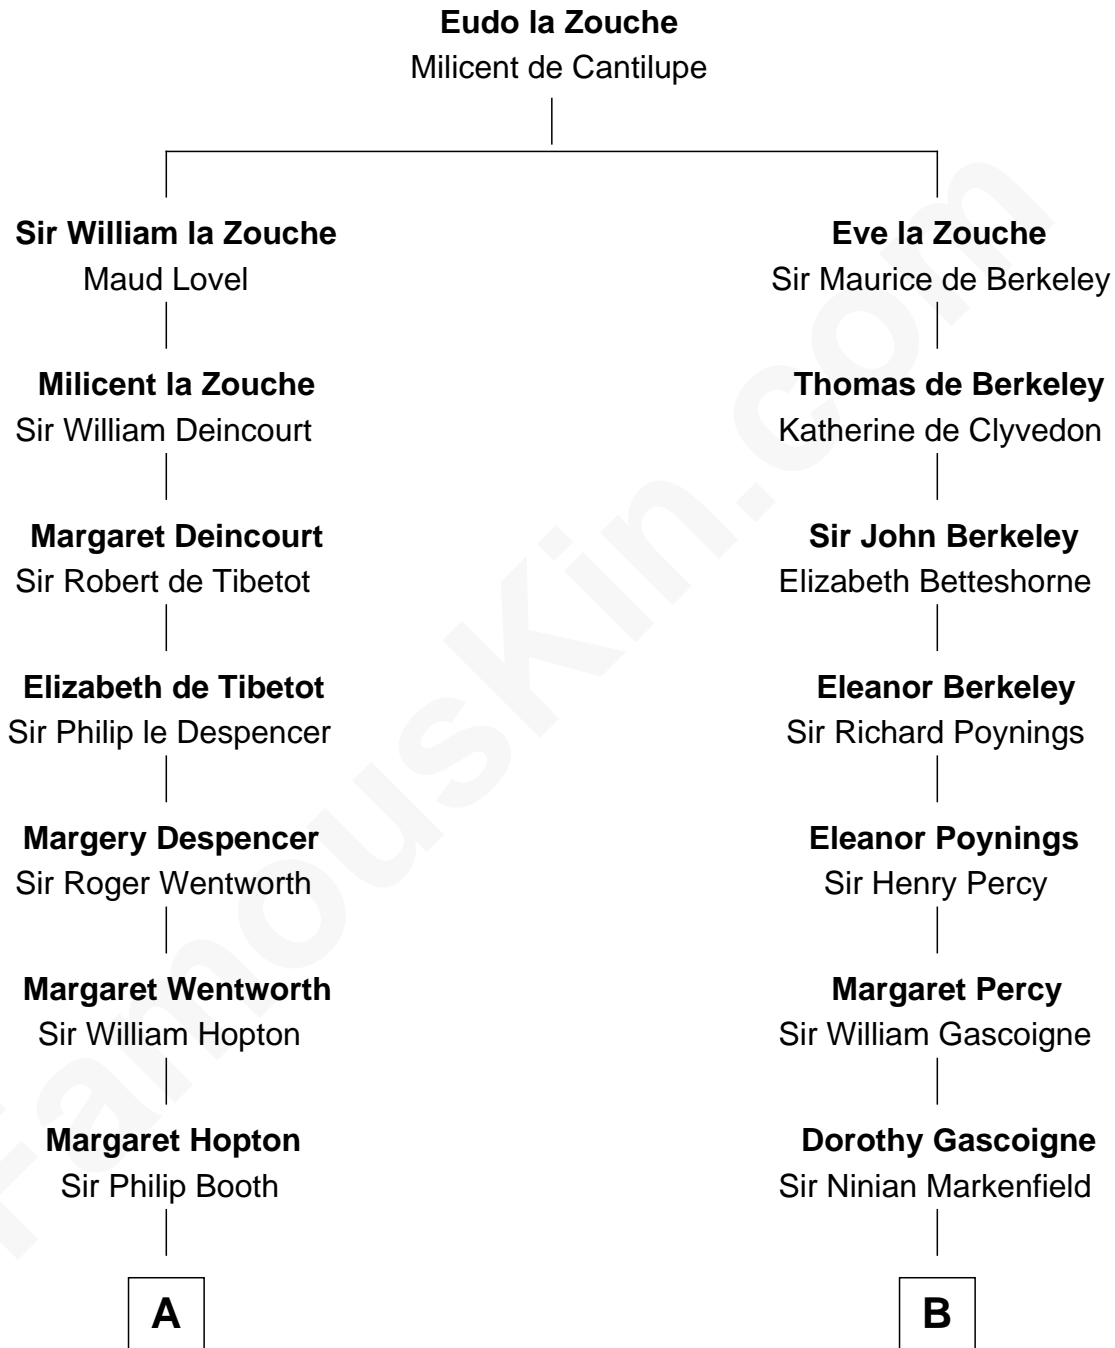 Eudo la Zouche
Milicent de Cantilupe
Sir William la Zouche
Maud Lovel
Milicent la Zouche
Sir William Deincourt
Margaret Deincourt
Sir Robert de Tibetot
Elizabeth de Tibetot
Sir Philip le Despencer
Margery Despencer
Sir Roger Wentworth
Margaret Wentworth
Sir William Hopton
Margaret Hopton
Sir Philip Booth
A
Eve la Zouche
Sir Maurice de Berkeley
Thomas de Berkeley
Katherine de Clyvedon
Sir John Berkeley
Elizabeth Betteshorne
Eleanor Berkeley
Sir Richard Poynings
Eleanor Poynings
Sir Henry Percy
Margaret Percy
Sir William Gascoigne
Dorothy Gascoigne
Sir Ninian Markenfield
B
FamousKin.com